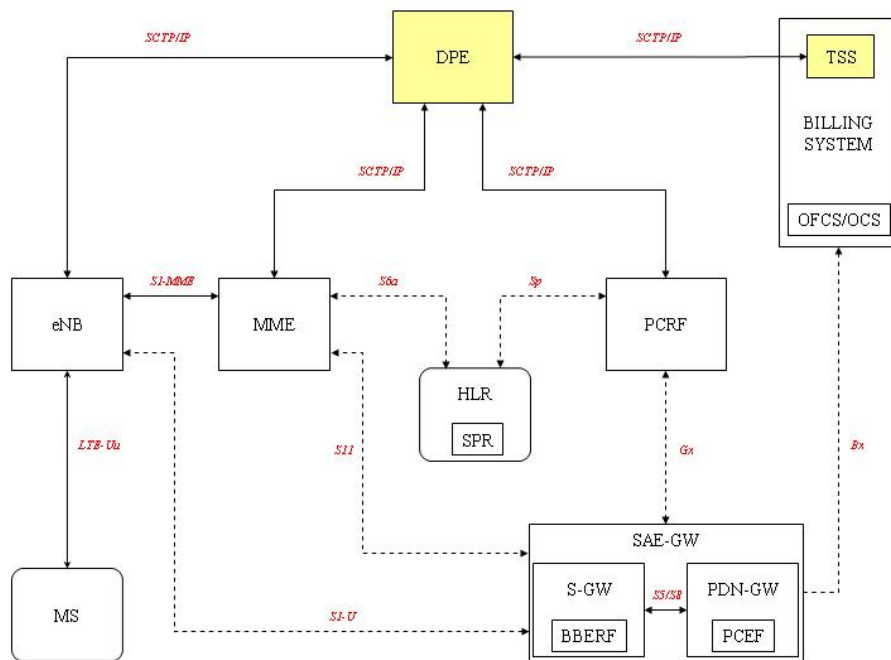 SCTP/IP
DPE
SCTP/IP
TSS
BILLING
SYSTEM
SCTP/IP
SCTP/IP
OFCS/OCS
S1-MME
S6a
Sp
eNB
MME
PCRF
HLR
SPR
LTE-Uu
S11
Gx
Bx
SAE-GW
S-GW
S5/S8
PDN-GW
MS
S1-U
BBERF
PCEF